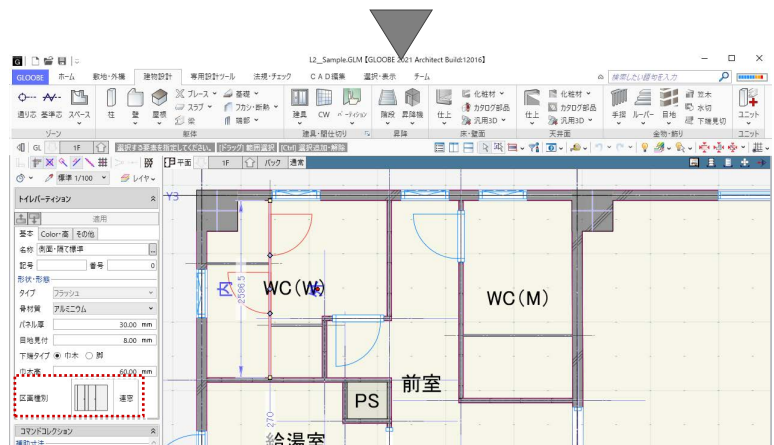 L2__Sample.GLM【GLOOBE 2021 Architect Build:12016】
GLOOBE ホーム 敷地・外構 建物設計 専用設計ツール 法規・チェック CAD編集 選択・表示 チーム 検索したい語句を入力
通り芯 基準芯 スペース 柱 壁 屋根 ブレース 基礎 建具 CW パーティション 階段 昇降機 仕上 化粧材 仕上 化粧材 手摺 ルーバー 目地 笠木 ユニット
スラブ フカシ・断熱 カタログ部品 カタログ部品 水切
梁 端部 汎用3D 汎用3D 下端見切
ゾーン 躯体 建具・間仕切り 昇降 床・壁面 天井面 金物・飾り ユニット
GL 1F 選択する要素を指定してください。 [ドラッグ] 範囲選択 [Ctrl] 選択追加・解除
平面 1F バック 通常
標準 1/100 レイヤ
トイレパーティション
適用
基本 Color・高 その他
名称 側面・隔て標準
記号 番号 0
形状・形態
タイプ フラッシュ
骨材質 アルミニウム
パネル厚 30.00 mm
目地見付 8.00 mm
下端タイプ 巾木 脚
巾木高 60.00 mm
区画種別 連窓
コマンドコレクション
補助寸法
Y3
2586.5
WC(W)
WC(M)
前室
PS
270
給湯室